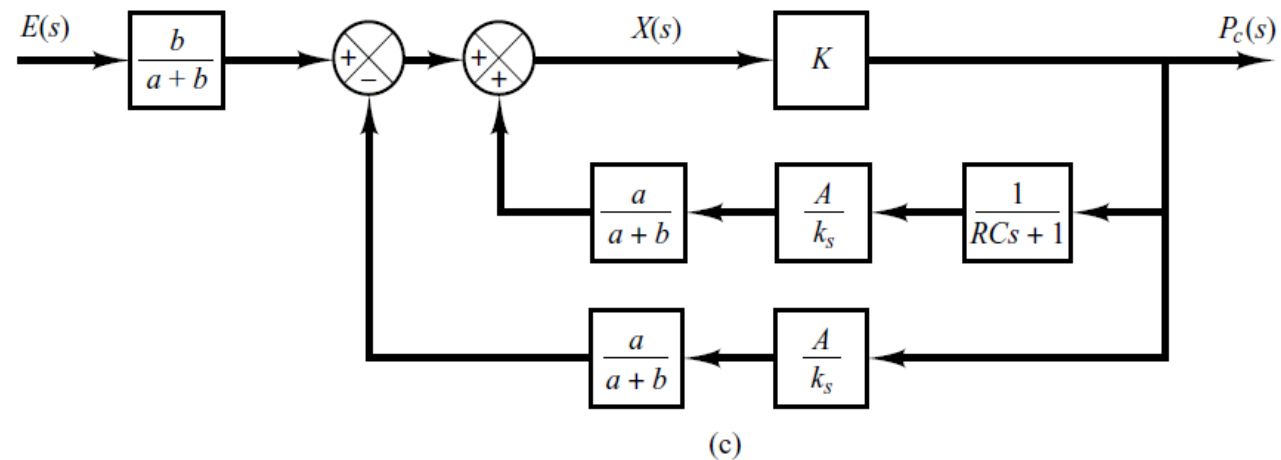 E(s)
b
a + b
+
−
+
+
X(s)
K
P_c(s)
a
a + b
A
k_s
1
RCs + 1
a
a + b
A
k_s
(c)